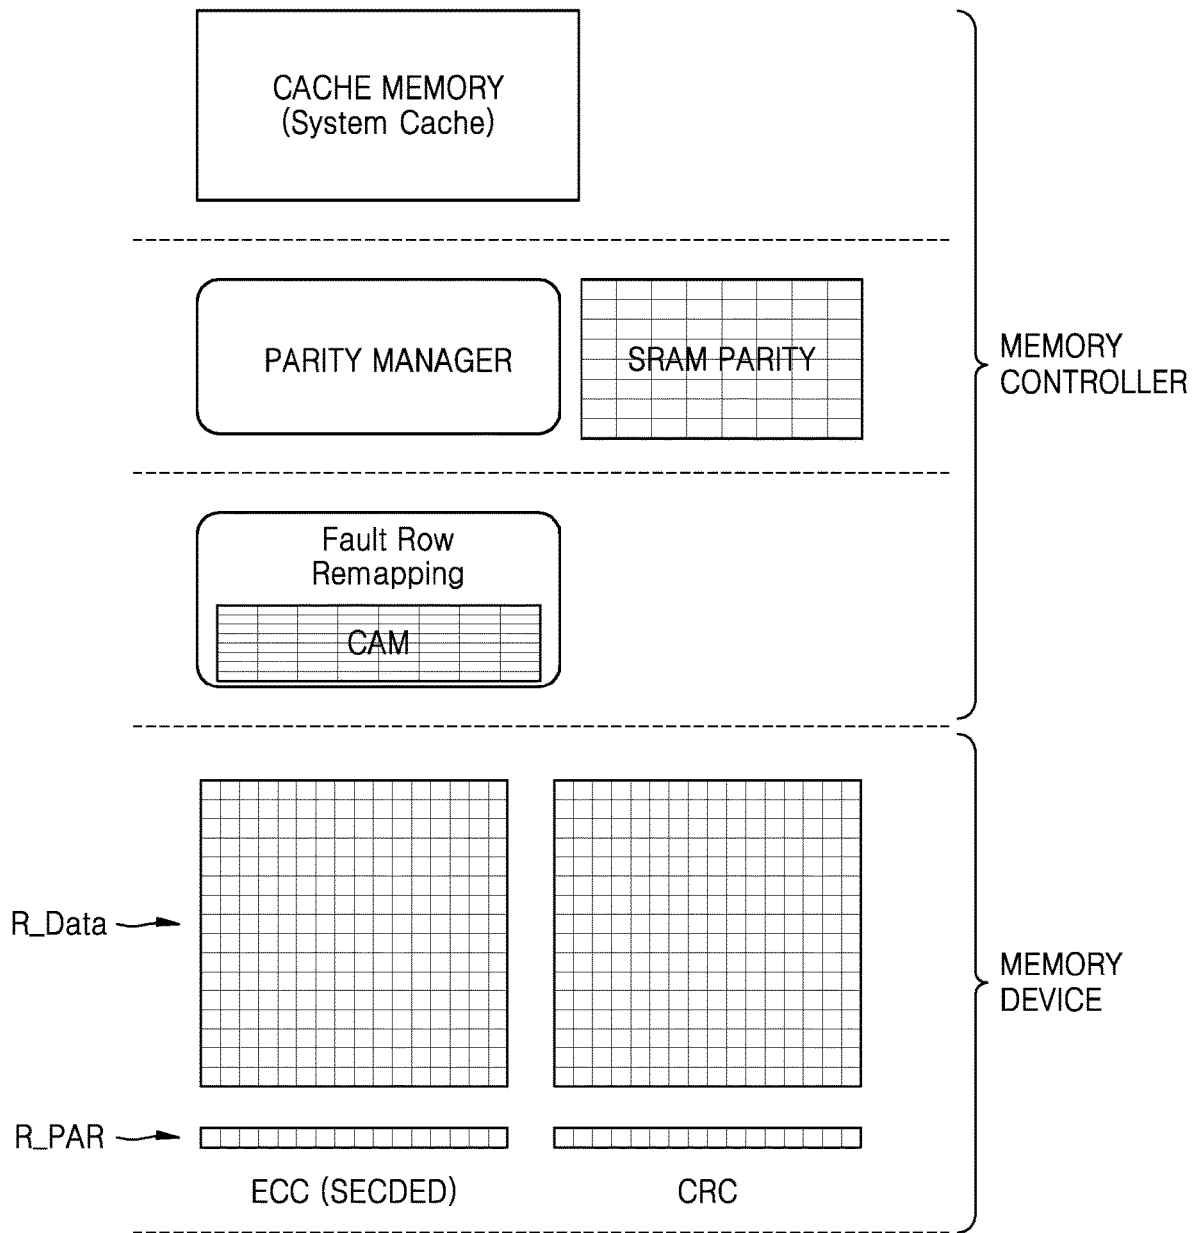 CACHE MEMORY
(System Cache)
PARITY MANAGER
SRAM PARITY
MEMORY
CONTROLLER
Fault Row
Remapping
CAM
R_Data
MEMORY
DEVICE
R_PAR
ECC (SECDED)
CRC